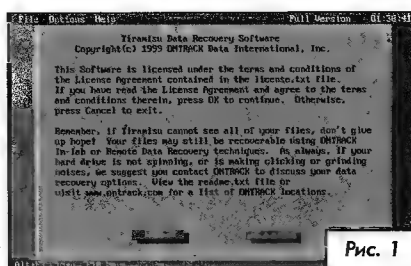 File Options Help Full Version 01:38:41
Tiramisu Data Recovery Software
Copyright(c) 1999 ONTRACK Data International, Inc.
This Software is licensed under the terms and conditions of
the License Agreement contained in the license.txt file.
If you have read the License Agreement and agree to the terms
and conditions therein, press OK to continue. Otherwise,
press Cancel to exit.
Remember, if Tiramisu cannot see all of your files, don't give
up hope! Your files may still be recoverable using ONTRACK
In-lab or Remote Data Recovery techniques. As always, if your
hard drive is not spinning, or is making clicking or grinding
noises, we suggest you contact ONTRACK to discuss your data
recovery options. View the readme.txt file or
visit www.ontrack.com for a list of ONTRACK locations.
Рис. 1